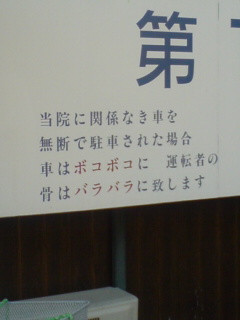 第
当院に関係なき車を
無断で駐車された場合
車はボコボコに　運転者の
骨はバラバラに致します